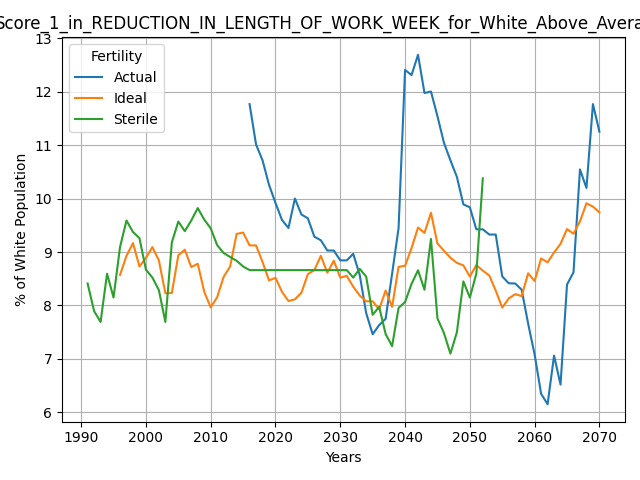 Score_1_in_REDUCTION_IN_LENGTH_OF_WORK_WEEK_for_White_Above_Avera
13
12
11
10
9
8
7
6
% of White Population
Fertility
Actual
Ideal
Sterile
1990 2000 2010 2020 2030 2040 2050 2060 2070
Years